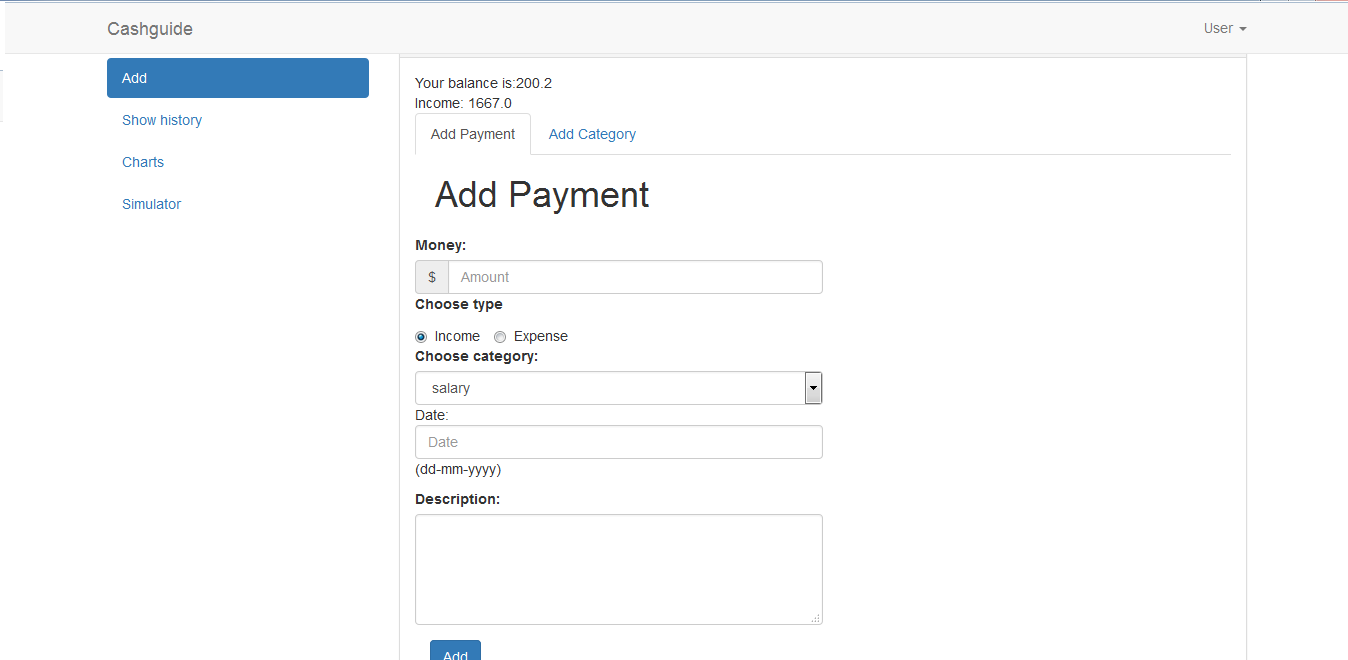 Cashguide User
Add
Show history
Charts
Simulator
Your balance is:200.2
Income: 1667.0
Add Payment Add Category
Add Payment
Money:
$ Amount
Choose type
Income Expense
Choose category:
salary
Date:
Date
(dd-mm-yyyy)
Description:
Add